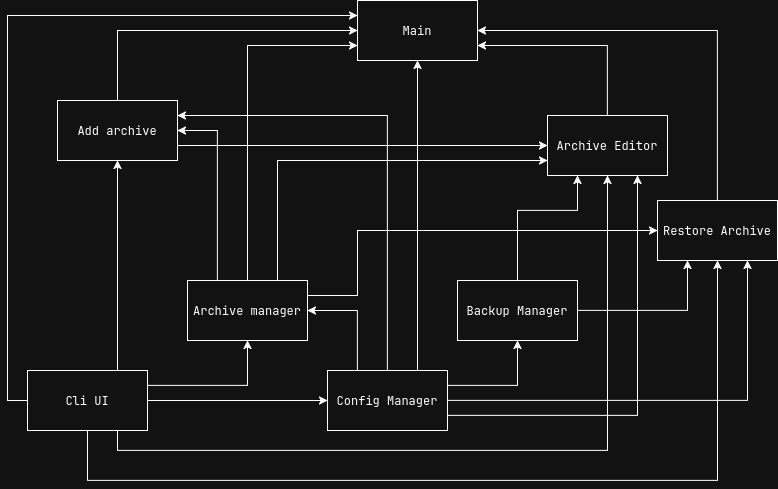 Main
Add archive
Archive Editor
Restore Archive
Archive manager
Backup Manager
Cli UI
Config Manager